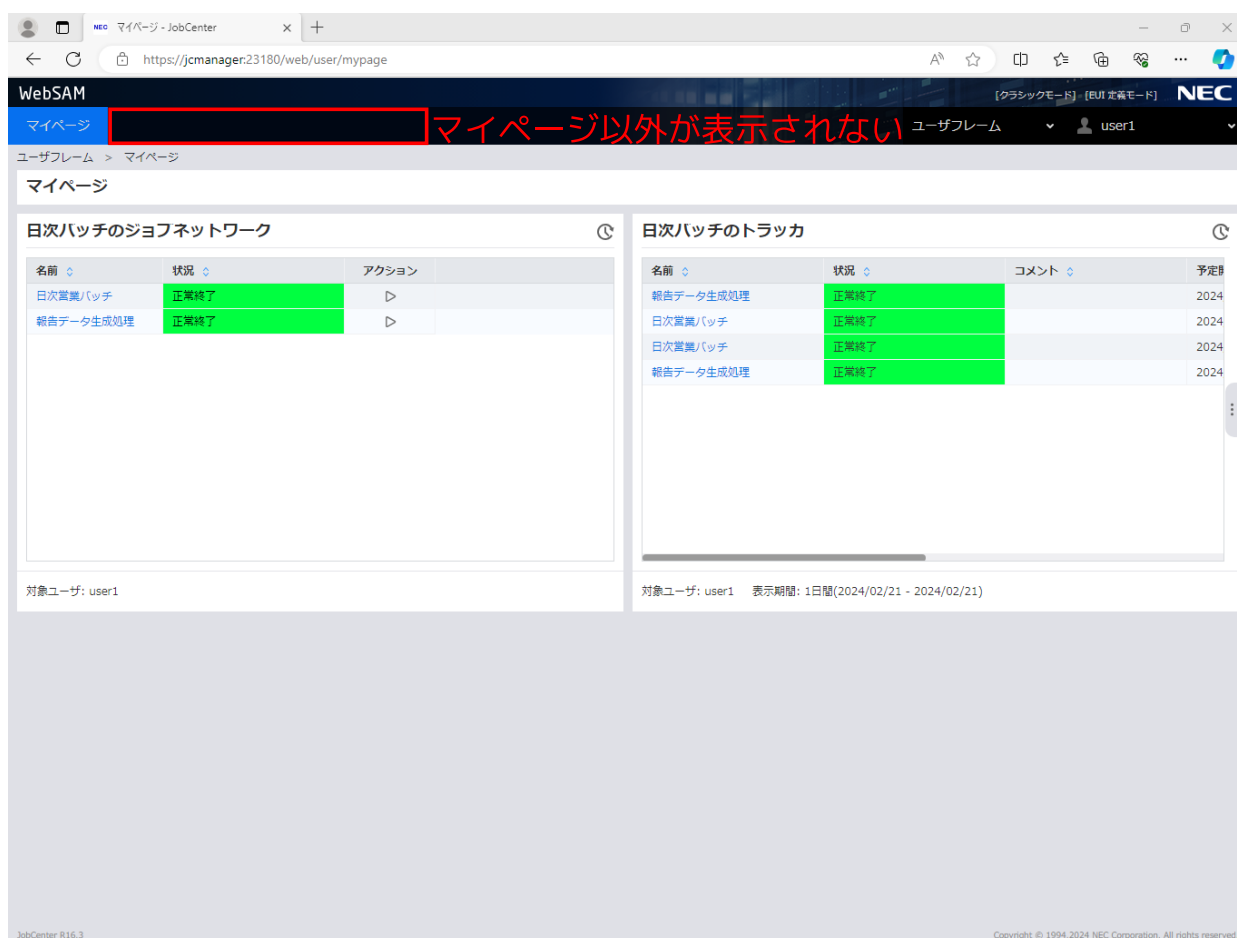 NEC マイページ - JobCenter
https://jcmanager:23180/web/user/mypage
WebSAM
[クラシックモード] [EUI 定義モード] NEC
マイページ
マイページ以外が表示されない
ユーザフレーム
user1
ユーザフレーム > マイページ
マイページ
日次バッチのジョブネットワーク
名前 状況 アクション
日次営業バッチ 正常終了
報告データ生成処理 正常終了
対象ユーザ: user1
日次バッチのトラッカ
名前 状況 コメント 予定
報告データ生成処理 正常終了 2024
日次営業バッチ 正常終了 2024
日次営業バッチ 正常終了 2024
報告データ生成処理 正常終了 2024
対象ユーザ: user1 表示期間: 1日間(2024/02/21 - 2024/02/21)
JobCenter R16.3
Copyright © 1994.2024 NEC Corporation. All rights reserved.